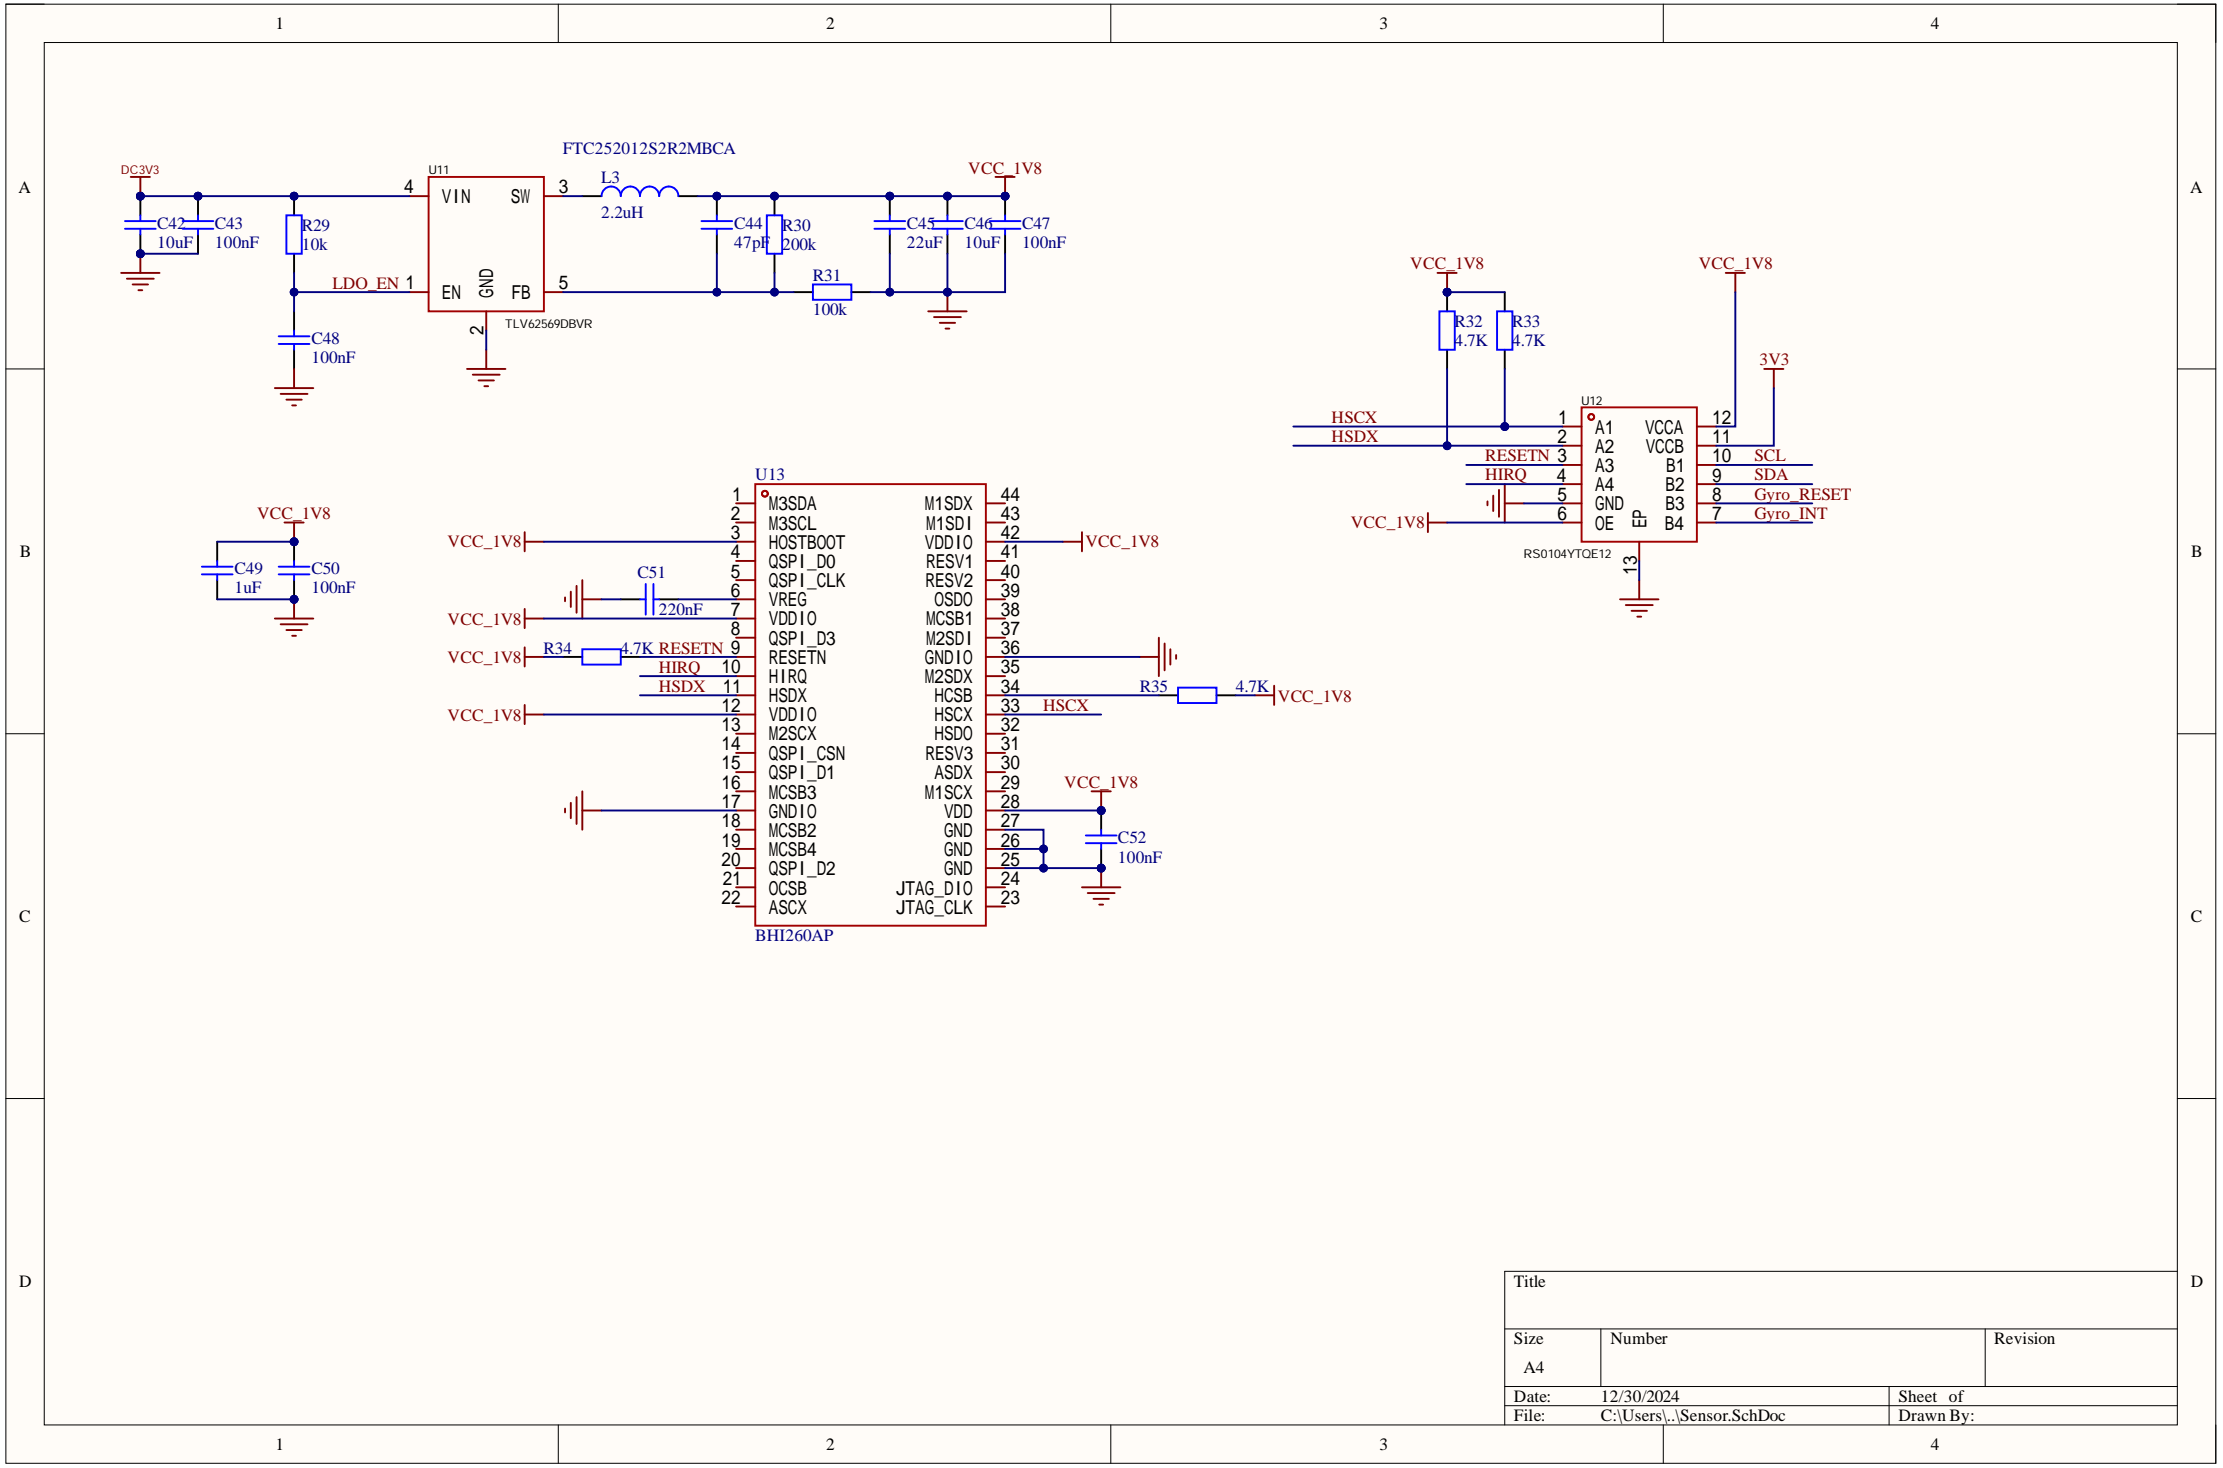 1 2 3 4
A A
FTC252012S2R2MBCA
DC3V3
U11
L3
2.2uH
VCC_1V8
4 VIN SW 3
C42
10uF
C43
100nF
R29
10k
C44
47pF
R30
200k
C45
22uF
C46
10uF
C47
100nF
LDO_EN 1 EN GND FB 5
2
TLV62569DBVR
R31
100k
C48
100nF
VCC_1V8
R32
4.7K
R33
4.7K
VCC_1V8
3V3
U12
HSCX 1 A1 VCCA 12
HSDX 2 A2 VCCB 11
RESETN 3 A3 B1 10 SCL
HIRQ 4 A4 B2 9 SDA
5 GND B3 8 Gyro_RESET
VCC_1V8 6 OE EP B4 7 Gyro_INT
RS0104YTQE12
13
B B
VCC_1V8
C49
1uF
C50
100nF
U13
1 M3SDA M1SDX 44
2 M3SCL M1SDI 43
VCC_1V8 3 HOSTBOOT VDDIO 42 VCC_1V8
4 QSPI_D0 RESV1 41
5 QSPI_CLK RESV2 40
C51
220nF
6 VREG OSDO 39
VCC_1V8 7 VDDIO MCSB1 38
8 QSPI_D3 M2SDI 37
VCC_1V8 R34 4.7K RESETN 9 RESETN GNDIO 36
HIRQ 10 HIRQ M2SDX 35
HSDX 11 HSDX HCSB 34 R35 4.7K VCC_1V8
VCC_1V8 12 VDDIO HSCX 33 HSCX
13 M2SCX HSDO 32
14 QSPI_CSN RESV3 31
15 QSPI_D1 ASDX 30
16 MCSB3 M1SCX 29
17 GNDIO VDD 28 VCC_1V8
18 MCSB2 GND 27
19 MCSB4 GND 26
20 QSPI_D2 GND 25
C52
100nF
21 OCSB JTAG_DIO 24
22 ASCX JTAG_CLK 23
BHI260AP
C C
D D
Title
Size Number Revision
A4
Date: 12/30/2024 Sheet of
File: C:\Users\..\Sensor.SchDoc Drawn By:
1 2 3 4